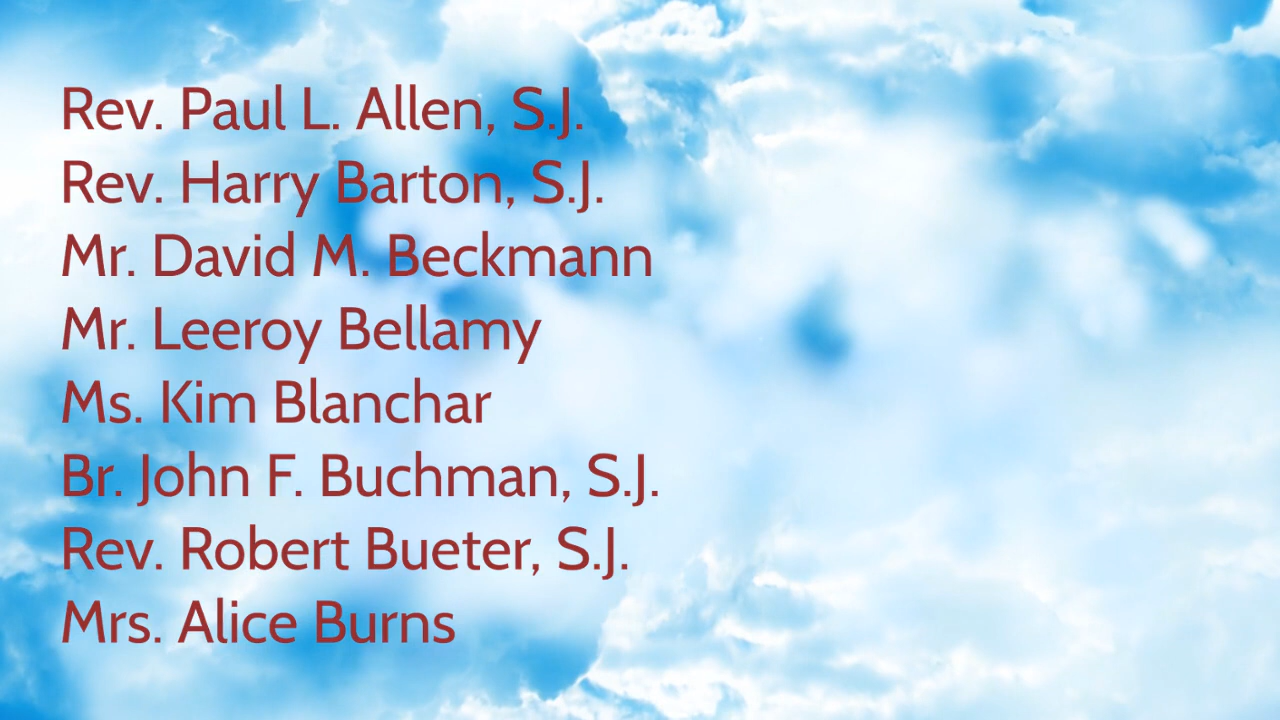 Rev. Paul L. Allen, S.J.
Rev. Harry Barton, S.J.
Mr. David M. Beckmann
Mr. Leeroy Bellamy
Ms. Kim Blanchar
Br. John F. Buchman, S.J.
Rev. Robert Bueter, S.J.
Mrs. Alice Burns